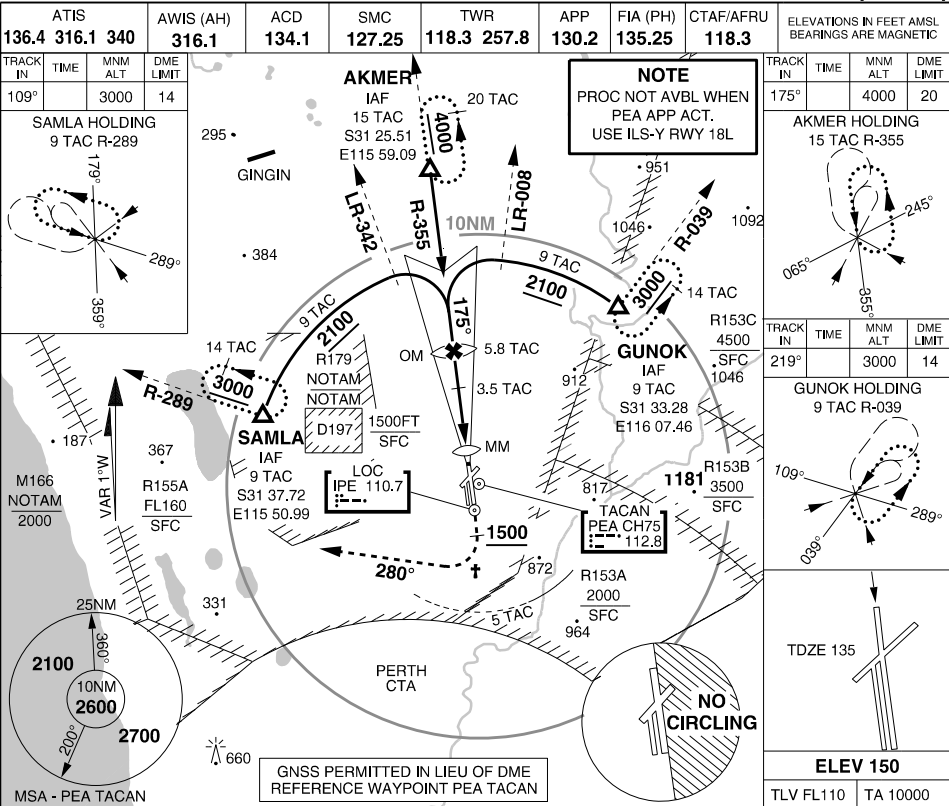 ATIS
136.4 316.1 340
AWIS (AH)
316.1
ACD
134.1
SMC
127.25
TWR
118.3 257.8
APP
130.2
FIA (PH)
135.25
CTAF/AFRU
118.3
ELEVATIONS IN FEET AMSL
BEARINGS ARE MAGNETIC
TRACK IN
TIME
MNM ALT
DME LIMIT
109°
3000
14
SAMLA HOLDING
9 TAC R-289
179°
289°
359°
AKMER
IAF
15 TAC
S31 25.51
E115 59.09
20 TAC
4000
295
GINGIN
384
LR-342
R-355
LR-008
10NM
NOTE
PROC NOT AVBL WHEN
PEA APP ACT.
USE ILS-Y RWY 18L
951
1046
R-039
1092
9 TAC
2100
9 TAC
2100
3000
14 TAC
175°
GUNOK
IAF
9 TAC
S31 33.28
E116 07.46
R153C
4500
SFC
1046
14 TAC
3000
R-289
SAMLA
IAF
9 TAC
S31 37.72
E115 50.99
R179
NOTAM
NOTAM
D197
1500FT
SFC
OM
5.8 TAC
3.5 TAC
912
MM
LOC
IPE 110.7
817
1181
R153B
3500
SFC
TACAN
PEA CH75
112.8
187
VAR 1°W
367
R155A
FL160
SFC
M166
NOTAM
2000
1500
280°
872
R153A
2000
SFC
5 TAC
964
331
PERTH
CTA
25NM
360°
2100
10NM
2600
200°
2700
MSA - PEA TACAN
660
GNSS PERMITTED IN LIEU OF DME
REFERENCE WAYPOINT PEA TACAN
NO
CIRCLING
TRACK IN
TIME
MNM ALT
DME LIMIT
175°
4000
20
AKMER HOLDING
15 TAC R-355
245°
065°
355°
TRACK IN
TIME
MNM ALT
DME LIMIT
219°
3000
14
GUNOK HOLDING
9 TAC R-039
109°
289°
039°
TDZE 135
ELEV 150
TLV FL110
TA 10000